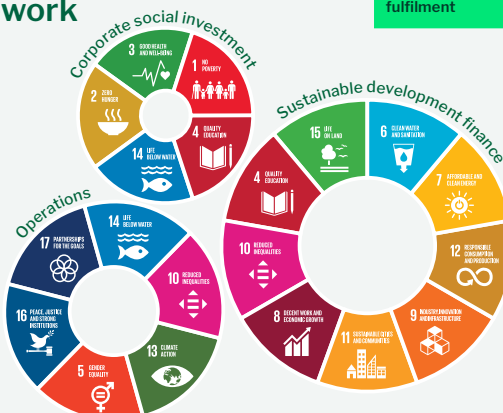 work
fulfilment
Corporate social investment
3 GOOD HEALTH
AND WELL-BEING
1 NO
POVERTY
2 ZERO
HUNGER
4 QUALITY
EDUCATION
14 LIFE
BELOW WATER
Sustainable development finance
15 LIFE
ON LAND
6 CLEAN WATER
AND SANITATION
4 QUALITY
EDUCATION
7 AFFORDABLE AND
CLEAN ENERGY
10 REDUCED
INEQUALITIES
12 RESPONSIBLE
CONSUMPTION
AND PRODUCTION
8 DECENT WORK AND
ECONOMIC GROWTH
9 INDUSTRY, INNOVATION
AND INFRASTRUCTURE
11 SUSTAINABLE CITIES
AND COMMUNITIES
Operations
14 LIFE
BELOW WATER
17 PARTNERSHIPS
FOR THE GOALS
10 REDUCED
INEQUALITIES
16 PEACE, JUSTICE
AND STRONG
INSTITUTIONS
13 CLIMATE
ACTION
5 GENDER
EQUALITY